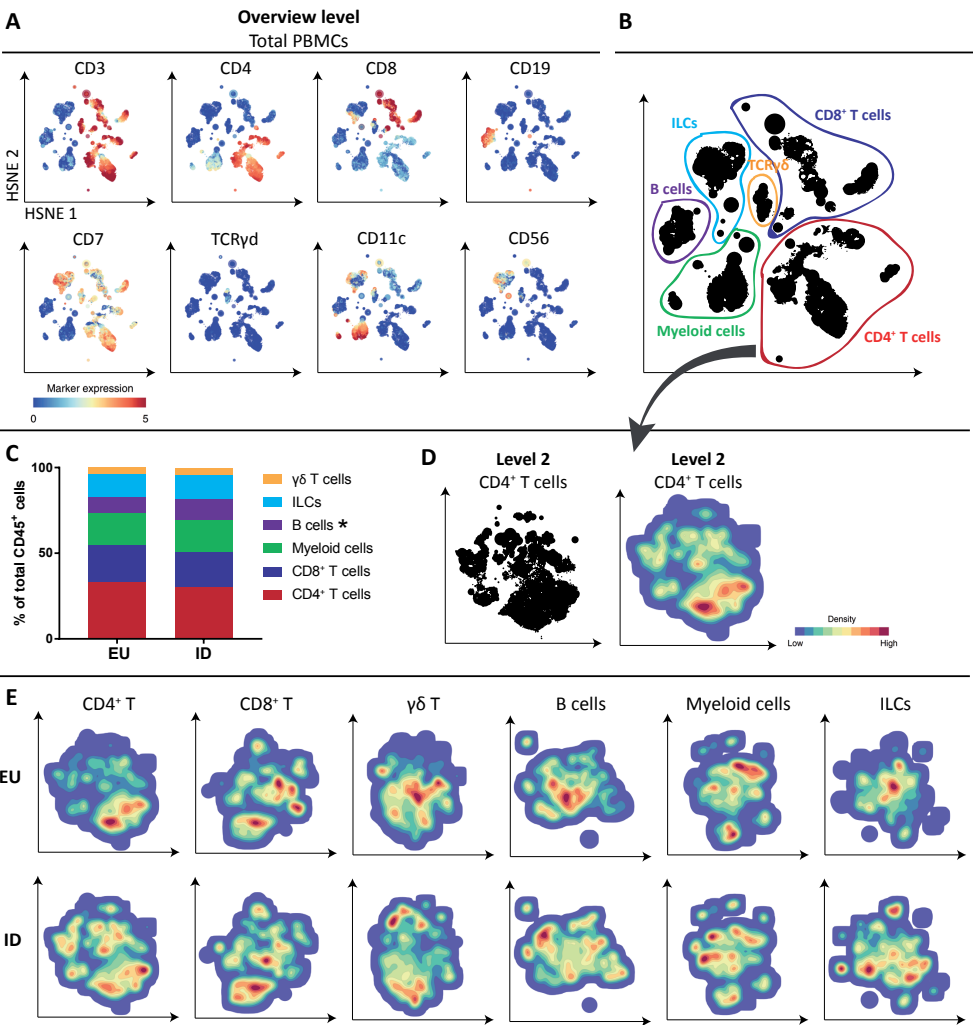 A
Overview level
Total PBMCs
CD3
CD4
CD8
CD19
HSNE 2
HSNE 1
CD7
TCRγd
CD11c
CD56
Marker expression
0 5
B
CD8⁺ T cells
ILCs
TCRγδ
B cells
Myeloid cells
CD4⁺ T cells
C
% of total CD45⁺ cells
100
50
0
EU ID
γδ T cells
ILCs
B cells *
Myeloid cells
CD8⁺ T cells
CD4⁺ T cells
D
Level 2
CD4⁺ T cells
Level 2
CD4⁺ T cells
Density
Low High
E
CD4⁺ T
CD8⁺ T
γδ T
B cells
Myeloid cells
ILCs
EU
ID